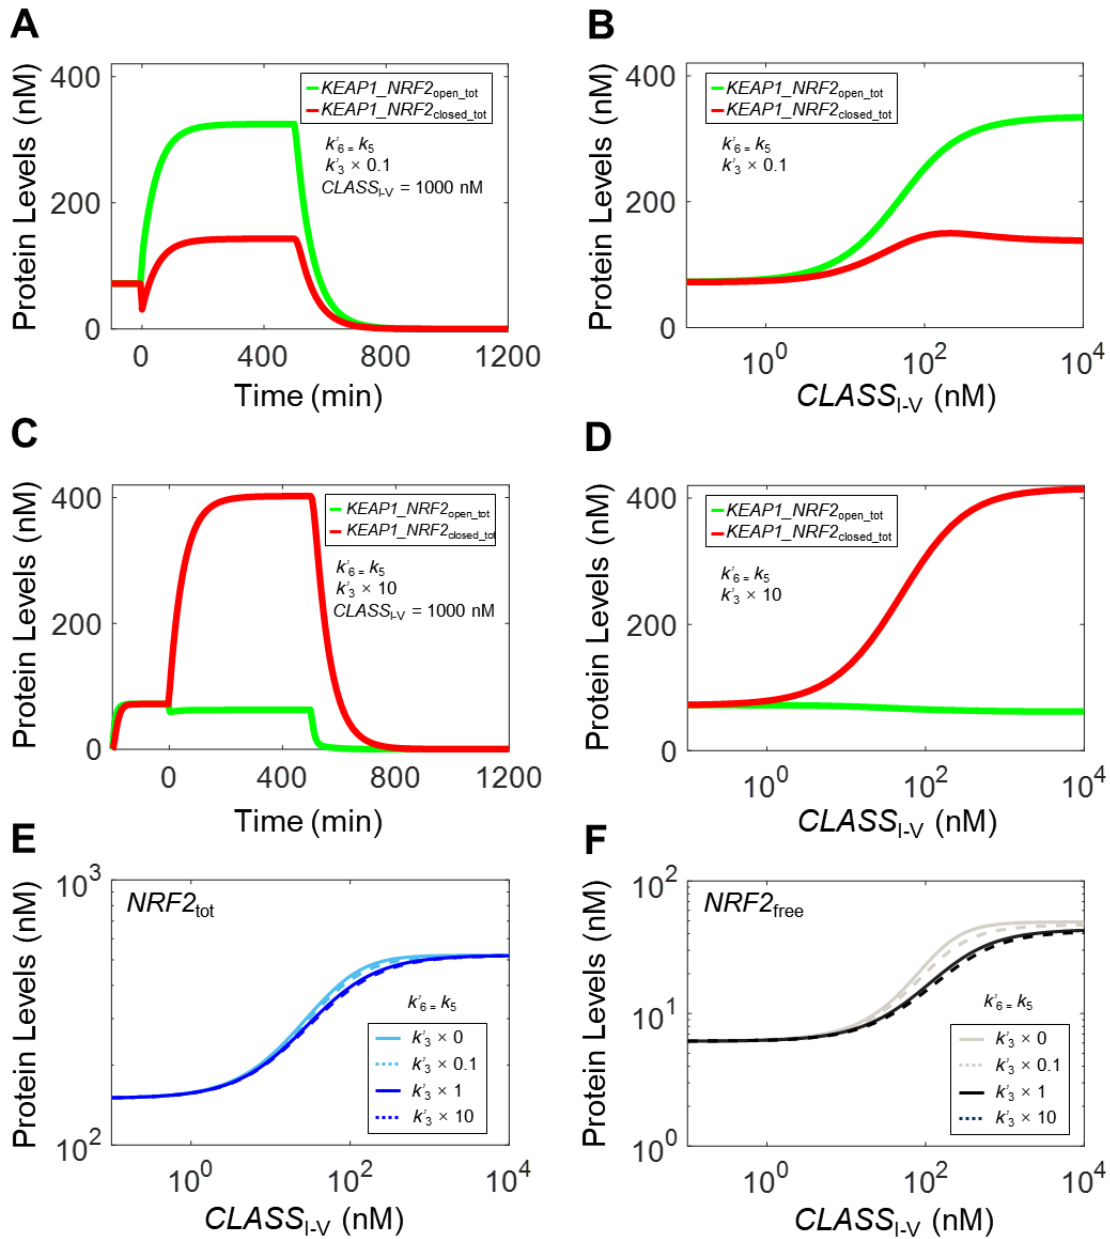 A
Protein Levels (nM)
400
200
0
KEAP1_NRF2open_tot
KEAP1_NRF2closed_tot
k'6 = k5
k'3 × 0.1
CLASSI-V = 1000 nM
0
400
800
1200
Time (min)
B
Protein Levels (nM)
400
200
0
KEAP1_NRF2open_tot
KEAP1_NRF2closed_tot
k'6 = k5
k'3 × 0.1
10^0
10^2
10^4
CLASSI-V (nM)
C
Protein Levels (nM)
400
200
0
KEAP1_NRF2open_tot
KEAP1_NRF2closed_tot
k'6 = k5
k'3 × 10
CLASSI-V = 1000 nM
0
400
800
1200
Time (min)
D
Protein Levels (nM)
400
200
0
KEAP1_NRF2open_tot
KEAP1_NRF2closed_tot
k'6 = k5
k'3 × 10
10^0
10^2
10^4
CLASSI-V (nM)
E
Protein Levels (nM)
10^3
10^2
NRF2tot
k'6 = k5
k'3 × 0
k'3 × 0.1
k'3 × 1
k'3 × 10
10^0
10^2
10^4
CLASSI-V (nM)
F
Protein Levels (nM)
10^2
10^1
10^0
NRF2free
k'6 = k5
k'3 × 0
k'3 × 0.1
k'3 × 1
k'3 × 10
10^0
10^2
10^4
CLASSI-V (nM)